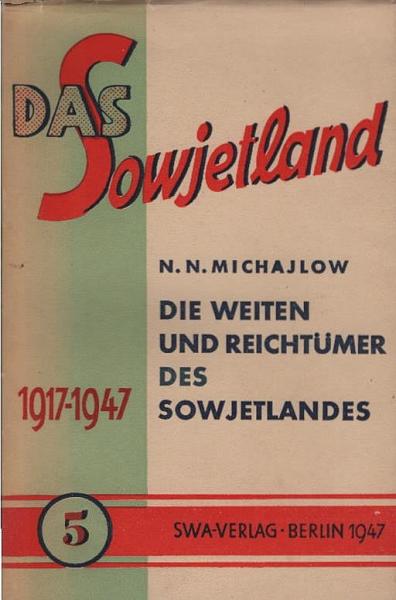 DAS
Sowjetland
N. N. MICHAJLOW
DIE WEITEN
UND REICHTÜMER
DES
SOWJETLANDES
1917-1947
5
SWA-VERLAG · BERLIN 1947